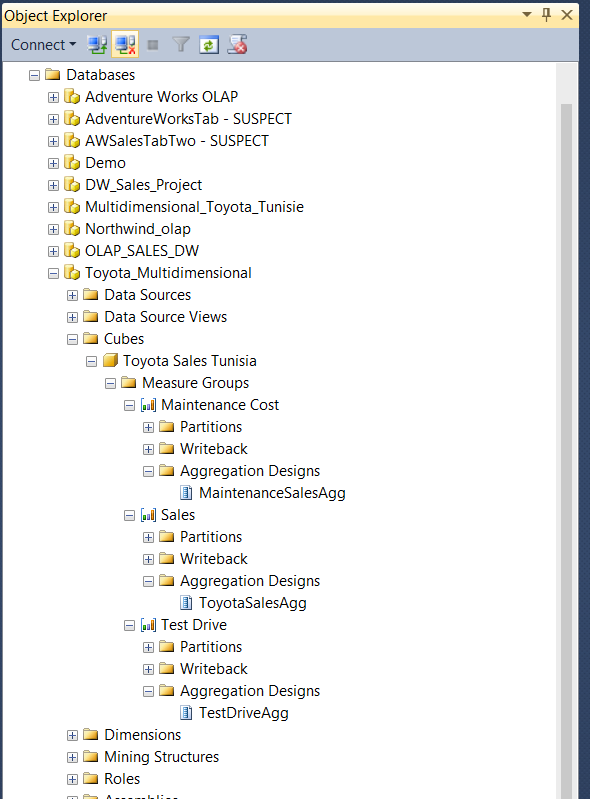 Object Explorer
Connect
Databases
Adventure Works OLAP
AdventureWorksTab - SUSPECT
AWSalesTabTwo - SUSPECT
Demo
DW_Sales_Project
Multidimensional_Toyota_Tunisie
Northwind_olap
OLAP_SALES_DW
Toyota_Multidimensional
Data Sources
Data Source Views
Cubes
Toyota Sales Tunisia
Measure Groups
Maintenance Cost
Partitions
Writeback
Aggregation Designs
MaintenanceSalesAgg
Sales
Partitions
Writeback
Aggregation Designs
ToyotaSalesAgg
Test Drive
Partitions
Writeback
Aggregation Designs
TestDriveAgg
Dimensions
Mining Structures
Roles